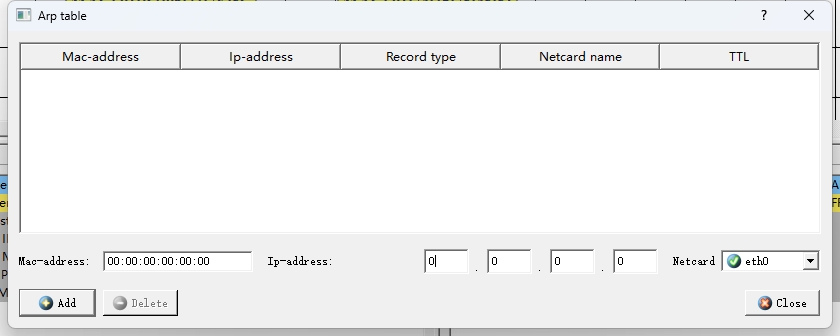 Arp table
?
Mac-address Ip-address Record type Netcard name TTL
Mac-address: 00:00:00:00:00:00 Ip-address: 0 . 0 . 0 . 0 Netcard eth0
Add Delete Close